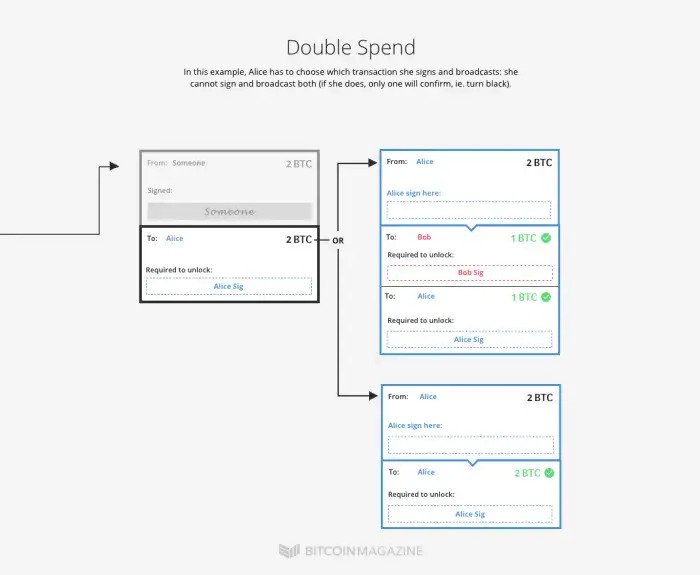 Double Spend
In this example, Alice has to choose which transaction she signs and broadcasts: she
cannot sign and broadcast both (if she does, only one will confirm, ie. turn black).
From: Someone 2 BTC
Signed:
Someone
To: Alice 2 BTC
Required to unlock:
Alice Sig
OR
From: Alice 2 BTC
Alice sign here:
To: Bob 1 BTC
Required to unlock:
Bob Sig
To: Alice 1 BTC
Required to unlock:
Alice Sig
From: Alice 2 BTC
Alice sign here:
To: Alice 2 BTC
Required to unlock:
Alice Sig
BITCOINMAGAZINE